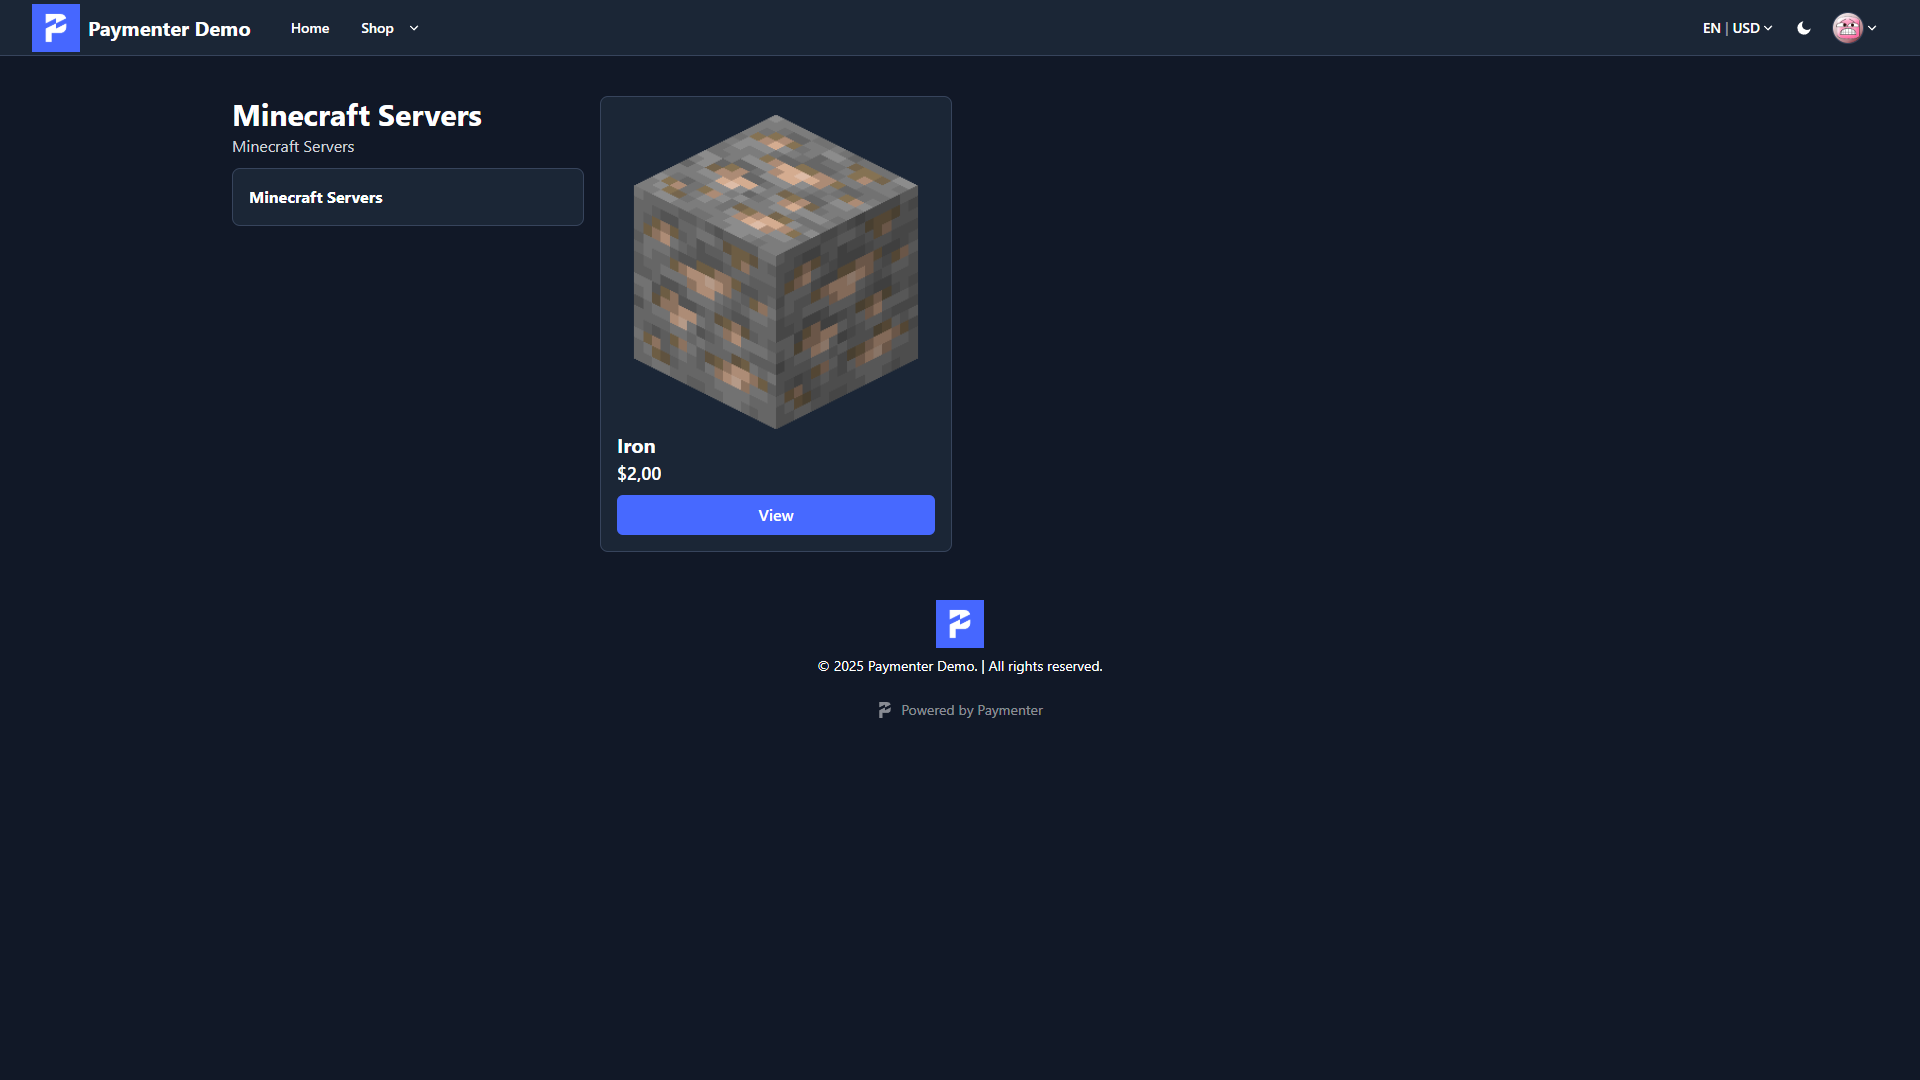 Paymenter Demo
Home
Shop
EN | USD
Minecraft Servers
Minecraft Servers
Minecraft Servers
Iron
$2,00
View
© 2025 Paymenter Demo. | All rights reserved.
Powered by Paymenter